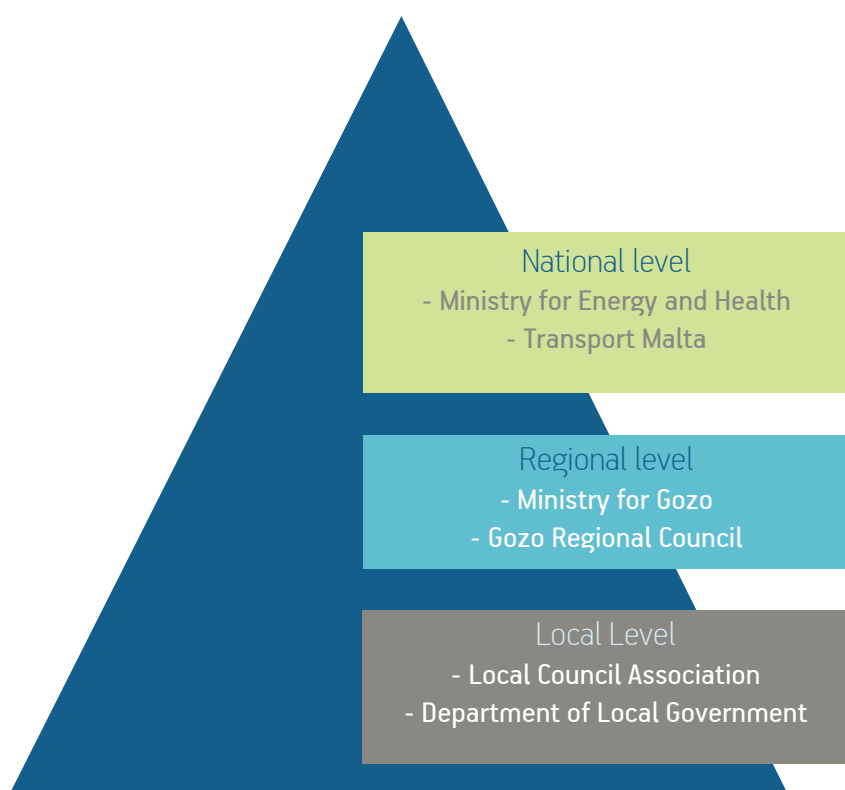 National level
- Ministry for Energy and Health
- Transport Malta
Regional level
- Ministry for Gozo
- Gozo Regional Council
Local Level
- Local Council Association
- Department of Local Government